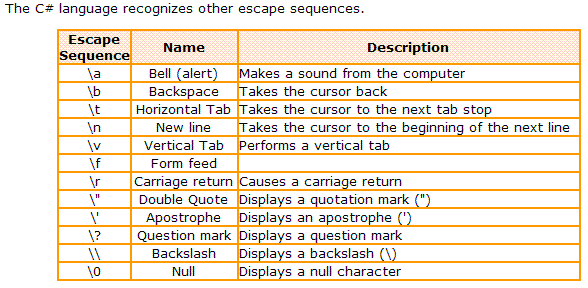 The C# language recognizes other escape sequences.
Escape Sequence Name Description
\a Bell (alert) Makes a sound from the computer
\b Backspace Takes the cursor back
\t Horizontal Tab Takes the cursor to the next tab stop
\n New line Takes the cursor to the beginning of the next line
\v Vertical Tab Performs a vertical tab
\f Form feed
\r Carriage return Causes a carriage return
\" Double Quote Displays a quotation mark (")
\' Apostrophe Displays an apostrophe (')
\? Question mark Displays a question mark
\\ Backslash Displays a backslash (\)
\0 Null Displays a null character